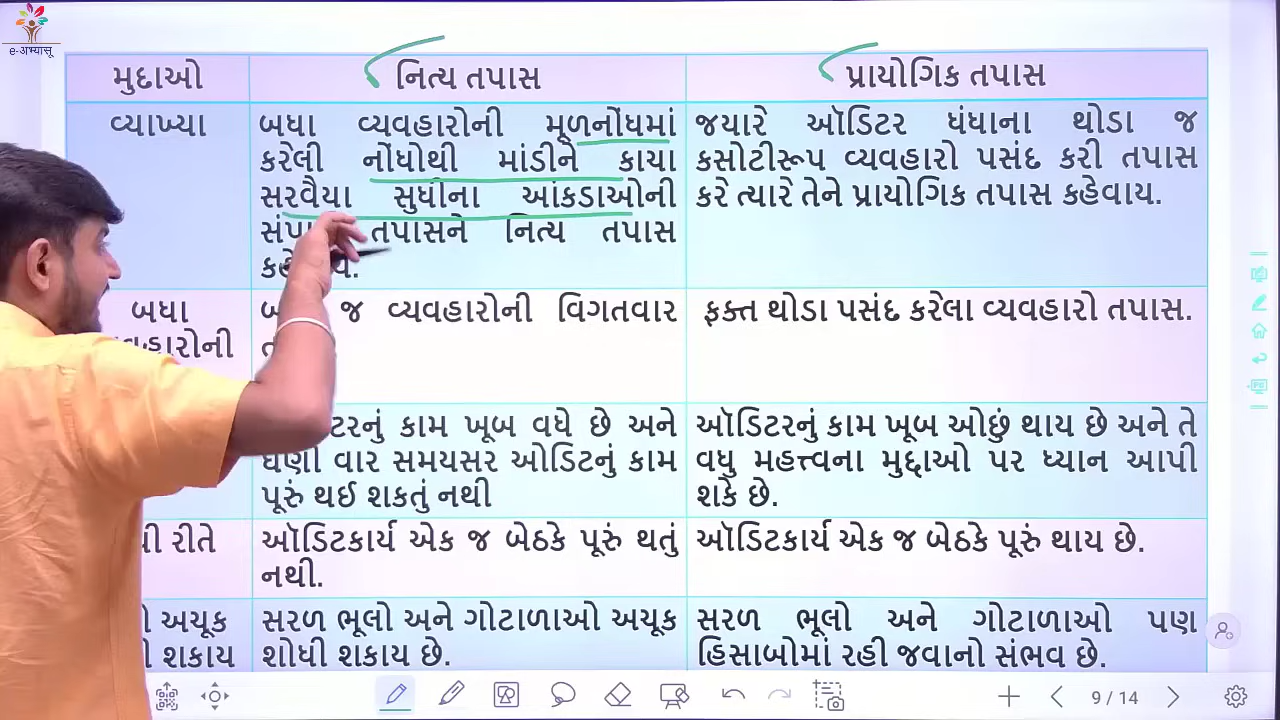 e-अभ्यासू
મુદાઓ
નિત્ય તપાસ
પ્રાયોગિક તપાસ
વ્યાખ્યા
બધા વ્યવહારોની મૂળનોંધમાં
કરેલી નોંધોથી માંડીને કાચા
સરવૈયા સુધીના આંકડાઓની
તપાસને નિત્ય તપાસ
જયારે ઑડિટર ધંધાના થોડા જ
કસોટીરૂપ વ્યવહારો પસંદ કરી તપાસ
કરે ત્યારે તેને પ્રાયોગિક તપાસ કહેવાય.
બધા
જ વ્યવહારોની વિગતવાર
ફક્ત થોડા પસંદ કરેલા વ્યવહારો તપાસ.
કામ ખૂબ વધે છે અને
ઘણી વાર સમયસર ઓડિટનું કામ
પૂરું થઈ શકતું નથી
ઑડિટરનું કામ ખૂબ ઓછું થાય છે અને તે
વધુ મહત્ત્વના મુદ્દાઓ પર ધ્યાન આપી
શકે છે.
રીતે
ઑડિટકાર્ય એક જ બેઠકે પૂરું થતું
નથી.
ઑડિટકાર્ય એક જ બેઠકે પૂરું થાય છે.
અચૂક
શકાય
સરળ ભૂલો અને ગોટાળાઓ અચૂક
શોધી શકાય છે.
સરળ ભૂલો અને ગોટાળાઓ પણ
હિસાબોમાં રહી જવાનો સંભવ છે.
9 / 14